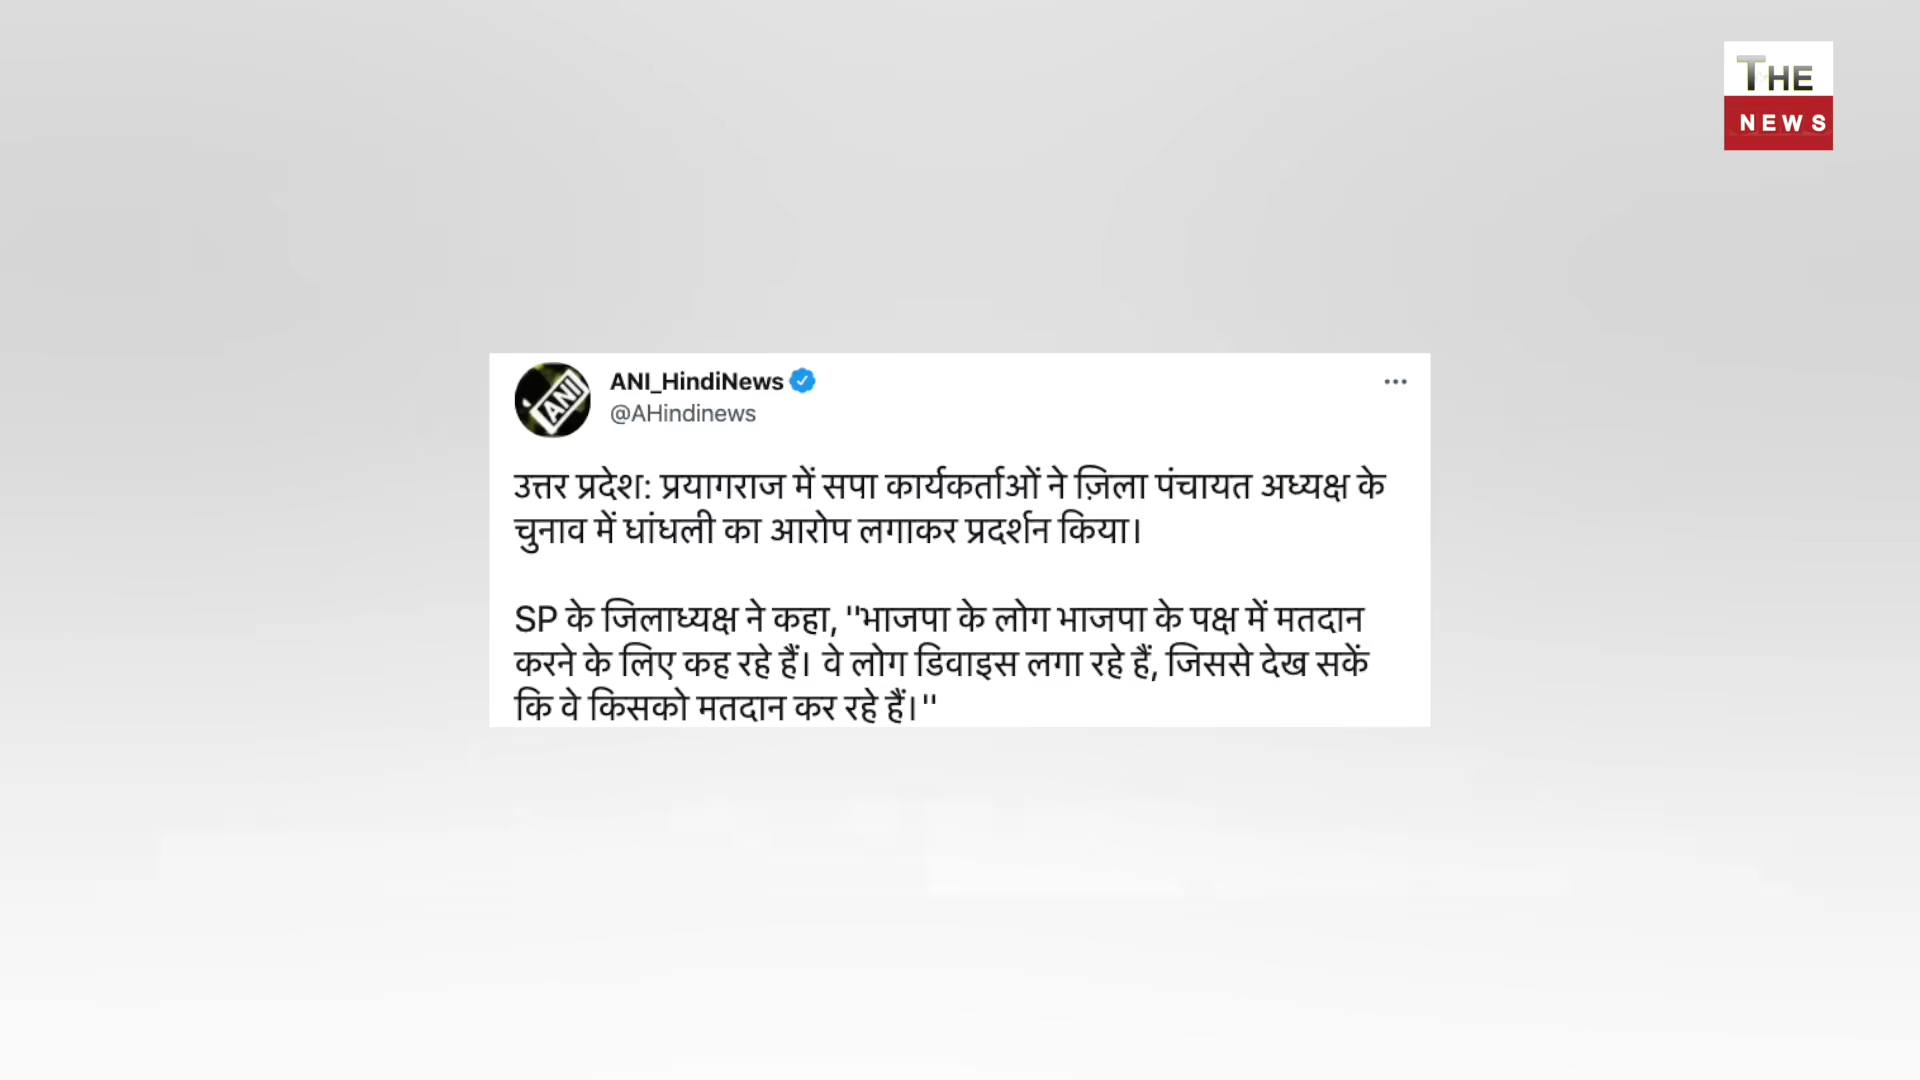 THE
NEWS
ANI_HindiNews
@AHindinews
उत्तर प्रदेश: प्रयागराज में सपा कार्यकर्ताओं ने ज़िला पंचायत अध्यक्ष के
चुनाव में धांधली का आरोप लगाकर प्रदर्शन किया।
SP के जिलाध्यक्ष ने कहा, "भाजपा के लोग भाजपा के पक्ष में मतदान
करने के लिए कह रहे हैं। वे लोग डिवाइस लगा रहे हैं, जिससे देख सकें
कि वे किसको मतदान कर रहे हैं।"
ANI